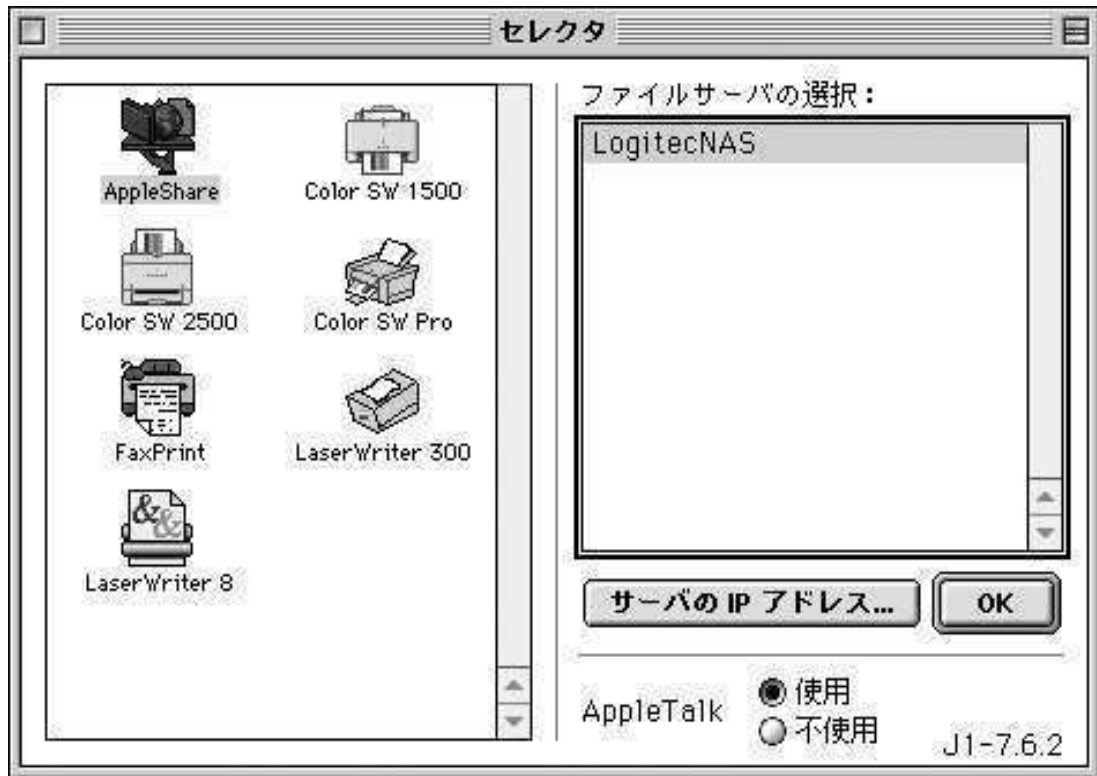 セレクタ
AppleShare
Color SW 1500
Color SW 2500
Color SW Pro
FaxPrint
LaserWriter 300
LaserWriter 8
ファイルサーバの選択：
LogitecNAS
サーバの IP アドレス...
OK
AppleTalk
使用
不使用
J1-7.6.2